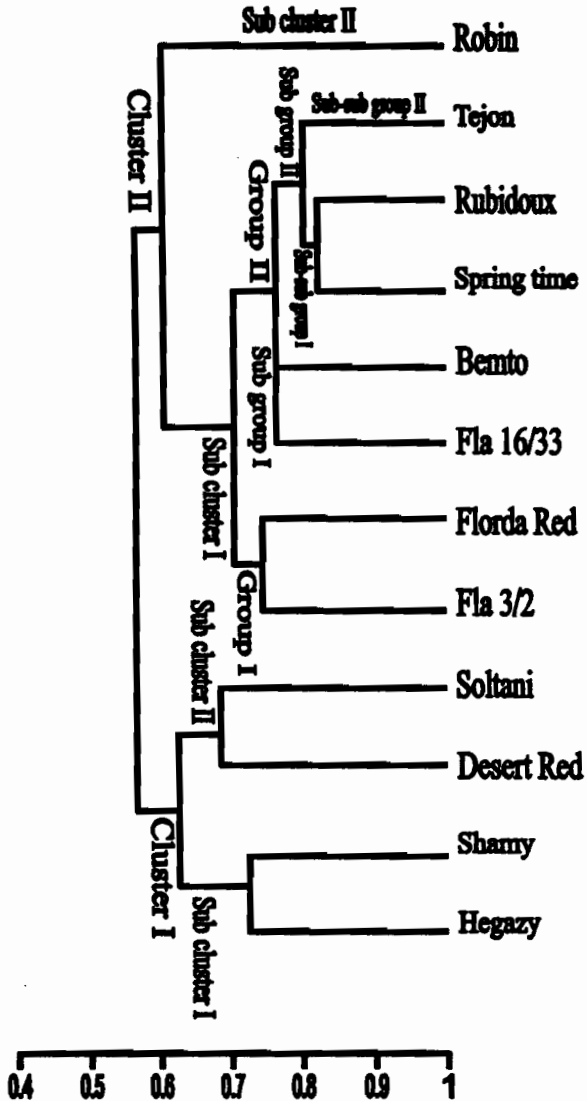 Sub cluster II
Robin
Cluster II
Sub group II
Sub-sub group II
Tejon
Group II
Rubidoux
Sub-sub group I
Spring time
Sub group I
Bemto
Fla 16/33
Sub cluster I
Florda Red
Group I
Fla 3/2
Sub cluster II
Soltani
Desert Red
Cluster I
Shamy
Sub cluster I
Hegazy
0.4 0.5 0.6 0.7 0.8 0.9 1